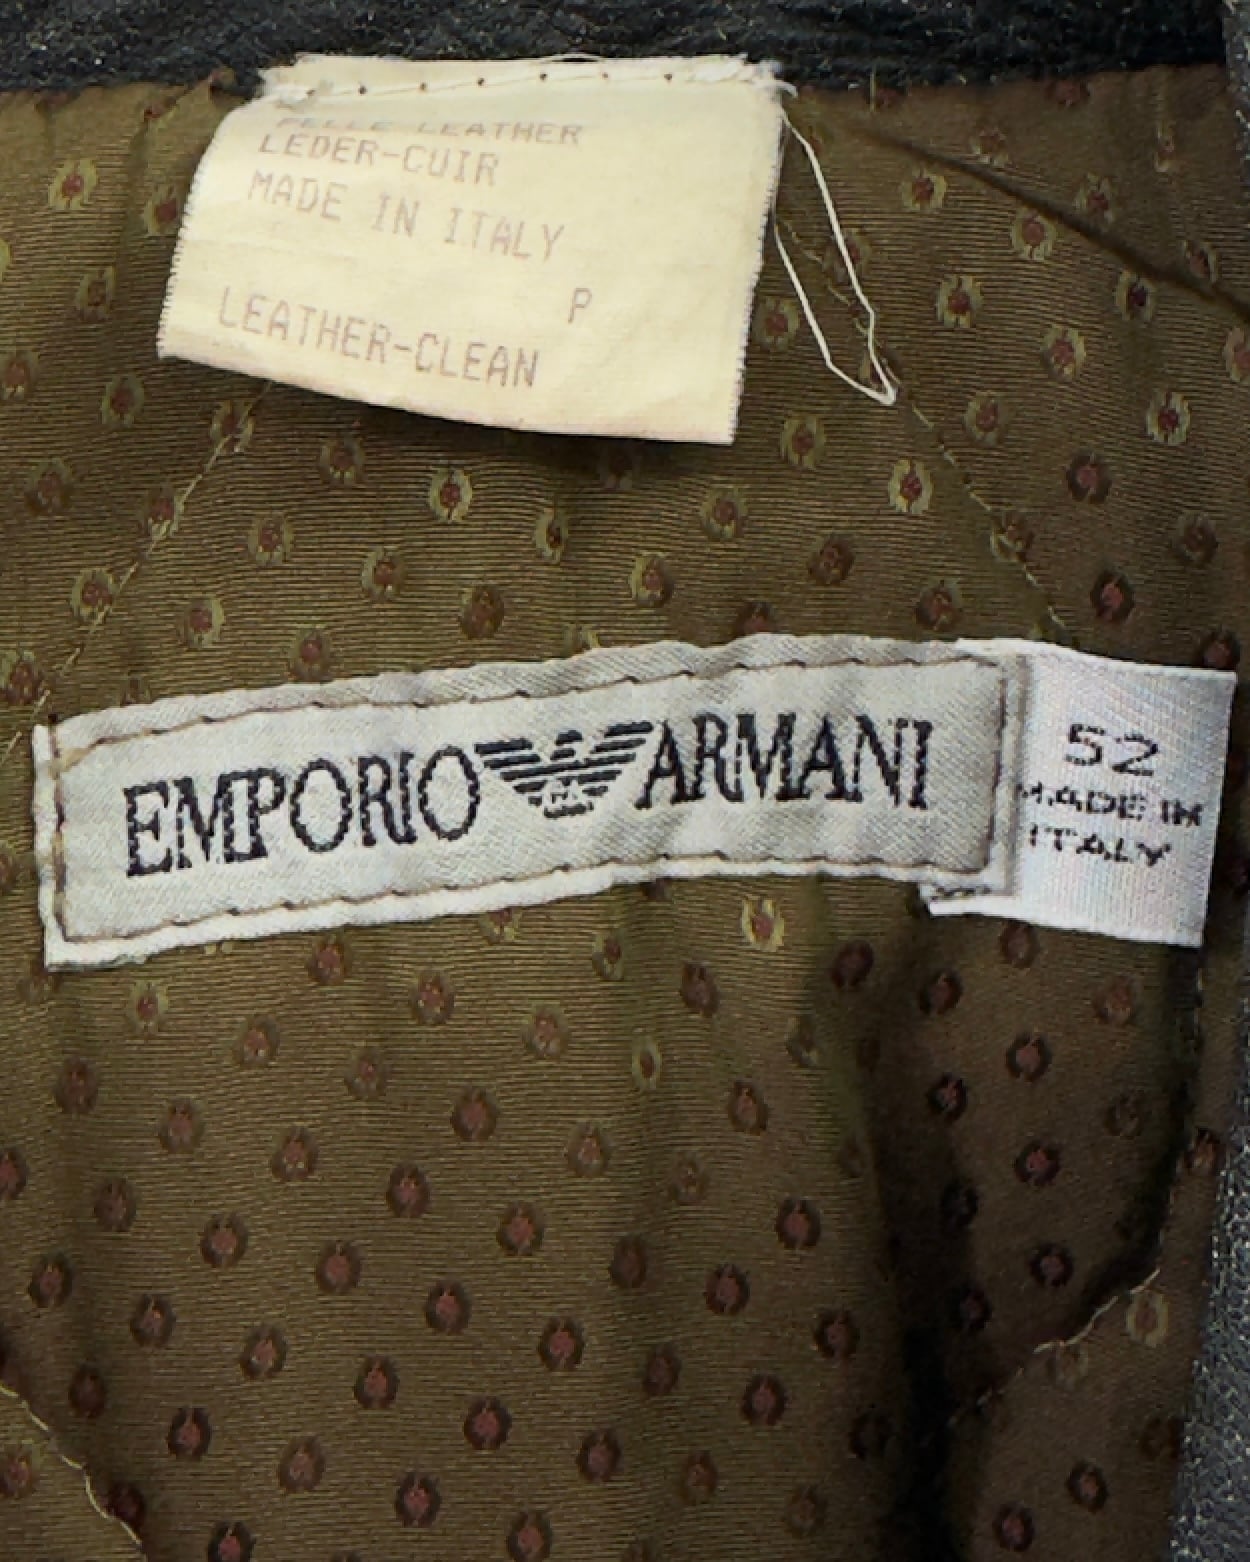 PELLE LEATHER
LEDER-CUIR
MADE IN ITALY
P
LEATHER-CLEAN
EMPORIO ARMANI
52
MADE IN
ITALY